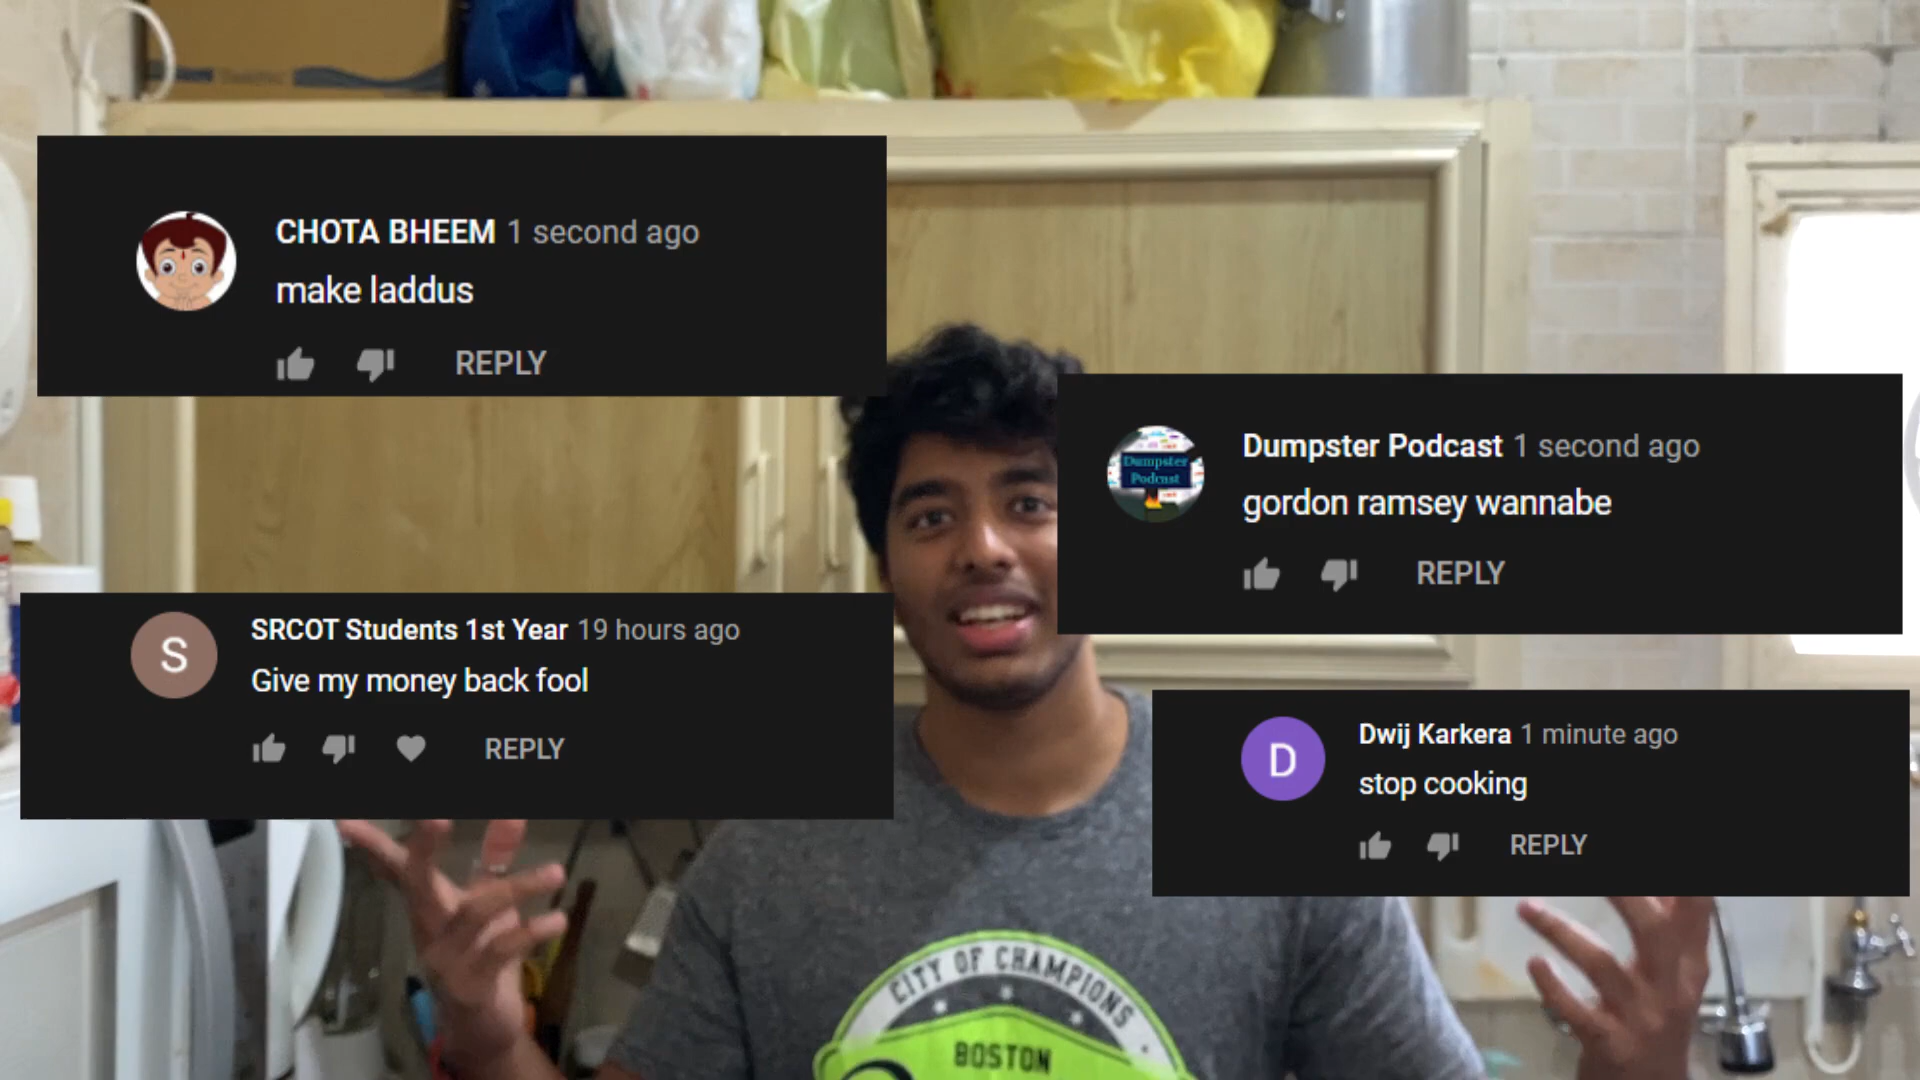 CHOTA BHEEM 1 second ago
make laddus
REPLY
Dumpster Podcast
Dumpster Podcast 1 second ago
gordon ramsey wannabe
REPLY
S
SRCOT Students 1st Year 19 hours ago
Give my money back fool
REPLY
D
Dwij Karkera 1 minute ago
stop cooking
REPLY
CITY OF CHAMPIONS
BOSTON